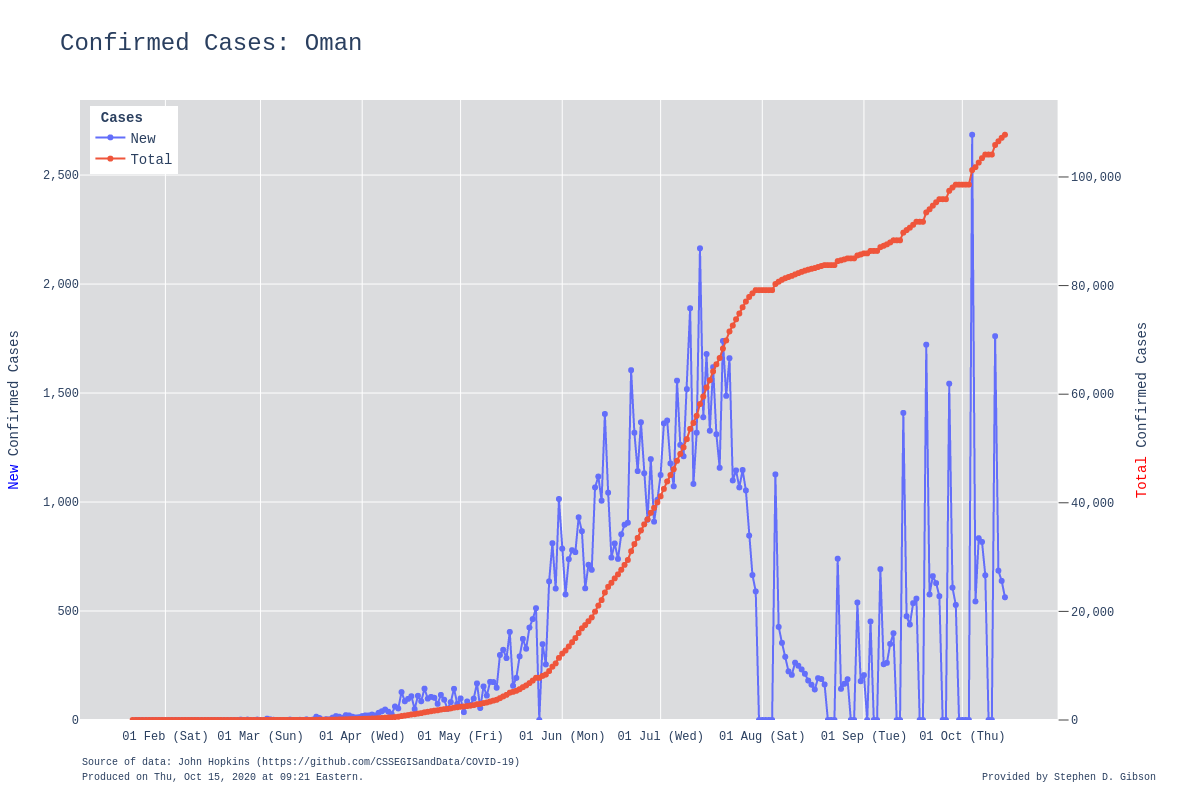 Confirmed Cases: Oman
Cases
New
Total
2,500
2,000
1,500
1,000
500
0
New Confirmed Cases
100,000
80,000
60,000
40,000
20,000
0
Total Confirmed Cases
01 Feb (Sat) 01 Mar (Sun) 01 Apr (Wed) 01 May (Fri) 01 Jun (Mon) 01 Jul (Wed) 01 Aug (Sat) 01 Sep (Tue) 01 Oct (Thu)
Source of data: John Hopkins (https://github.com/CSSEGISandData/COVID-19)
Produced on Thu, Oct 15, 2020 at 09:21 Eastern.
Provided by Stephen D. Gibson